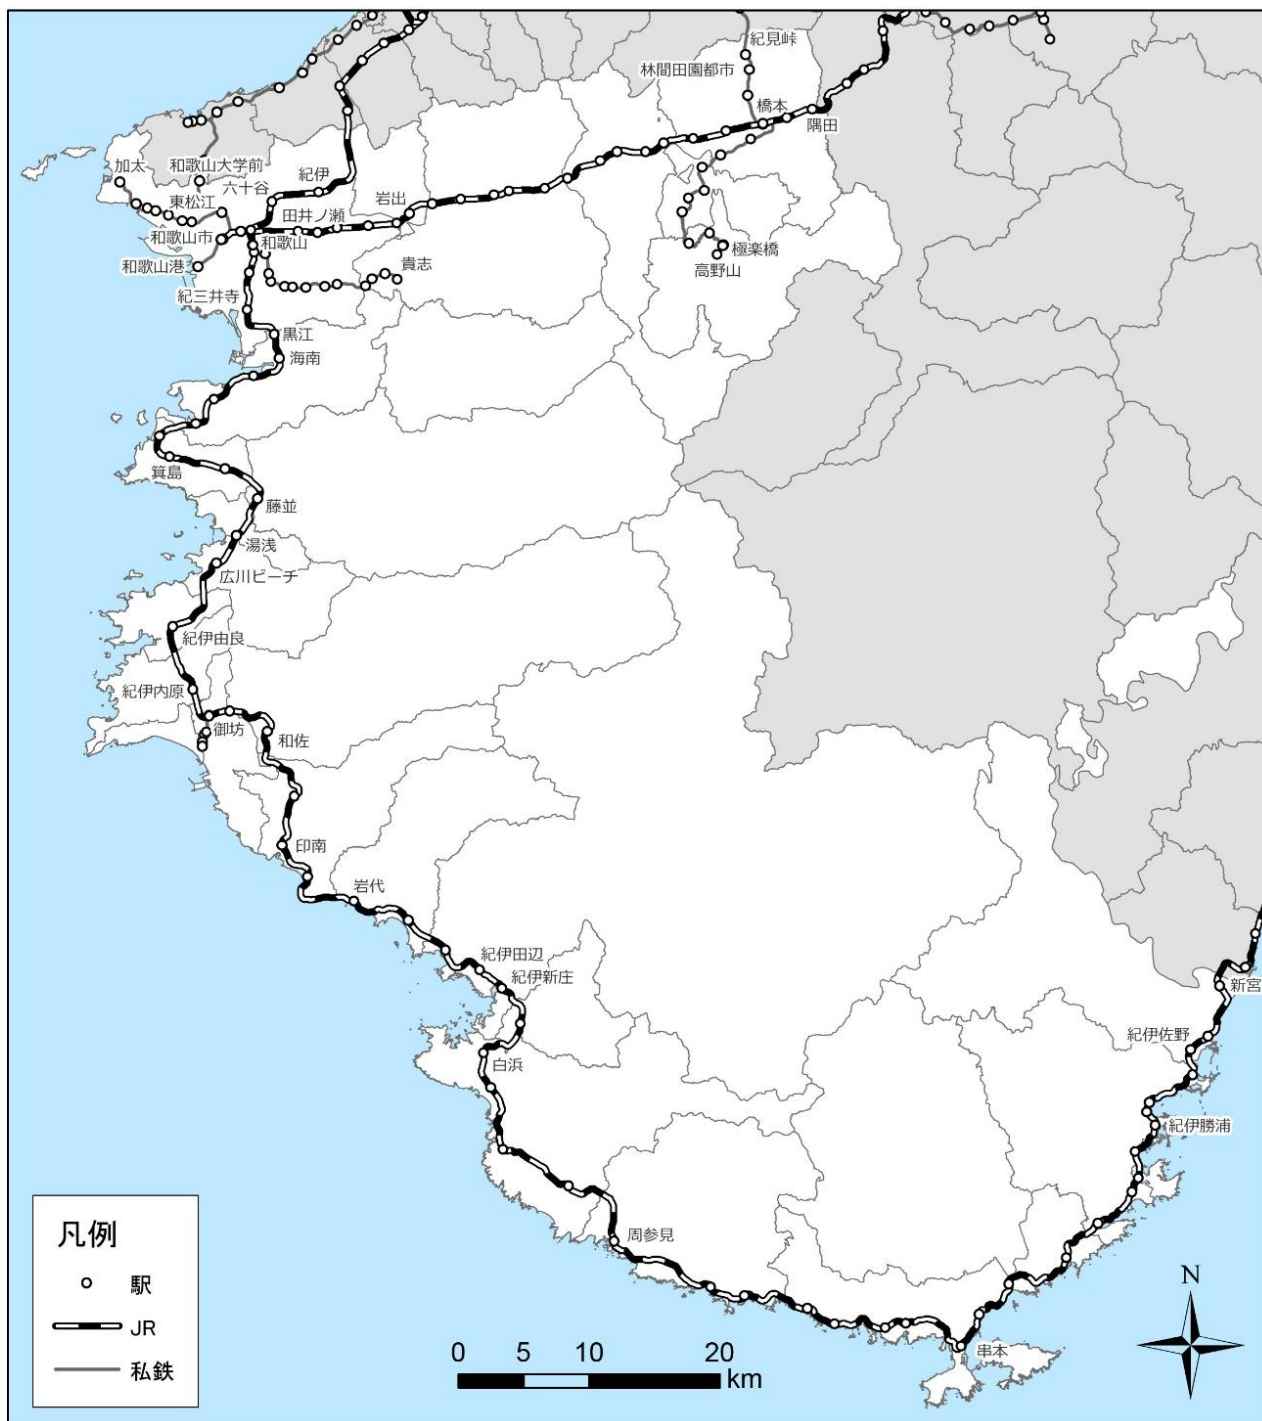 紀見峠
林間田園都市
橋本
隅田
加太
和歌山大学前
六十谷
紀伊
東松江
岩出
田井ノ瀬
和歌山市
和歌山
和歌山港
貴志
極楽橋
高野山
紀三井寺
黒江
海南
箕島
藤並
湯浅
広川ビーチ
紀伊由良
紀伊内原
御坊
和佐
印南
岩代
紀伊田辺
紀伊新庄
新宮
紀伊佐野
白浜
紀伊勝浦
周参見
串本
凡例
駅
JR
私鉄
0 5 10 20
km
N